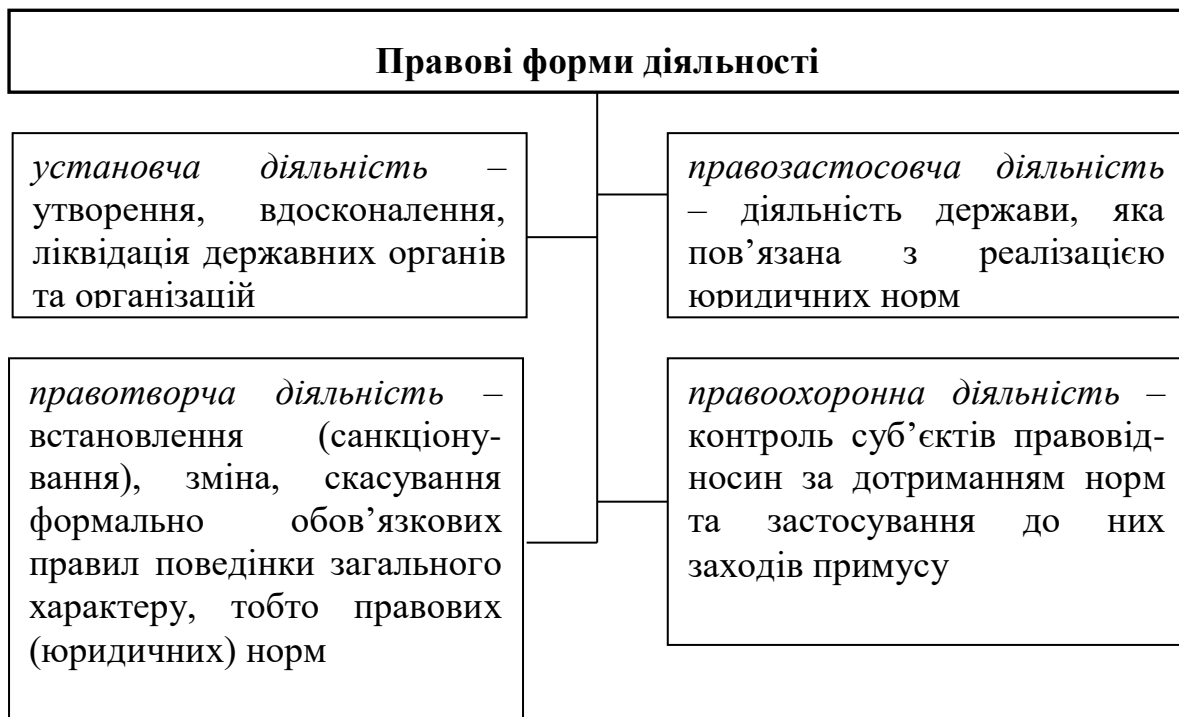 Правові форми діяльності
установча діяльність –
утворення, вдосконалення,
ліквідація державних органів
та організацій
правозастосовча діяльність
– діяльність держави, яка
пов’язана з реалізацією
юридичних норм
правотворча діяльність –
встановлення (санкціону-
вання), зміна, скасування
формально обов’язкових
правил поведінки загального
характеру, тобто правових
(юридичних) норм
правоохоронна діяльність –
контроль суб’єктів правовід-
носин за дотриманням норм
та застосування до них
заходів примусу